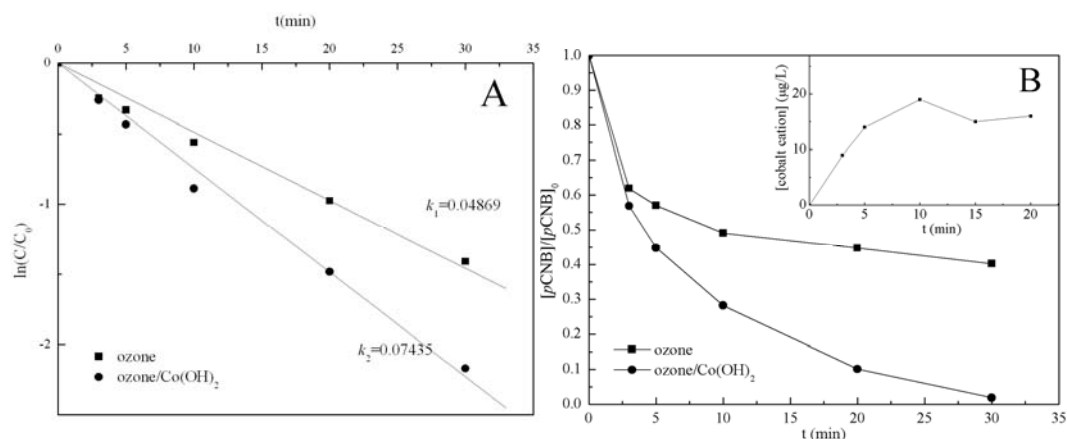 t(min)
0 5 10 15 20 25 30 35
0
-1
-2
ln(C/C₀)
A
k₁=0.04869
k₂=0.07435
ozone
ozone/Co(OH)₂
1.0
0.9
0.8
0.7
0.6
0.5
0.4
0.3
0.2
0.1
0.0
[pCNB]/[pCNB]₀
B
20
10
0
[cobalt cation] (µg/L)
0 5 10 15 20
t (min)
ozone
ozone/Co(OH)₂
0 5 10 15 20 25 30 35
t (min)